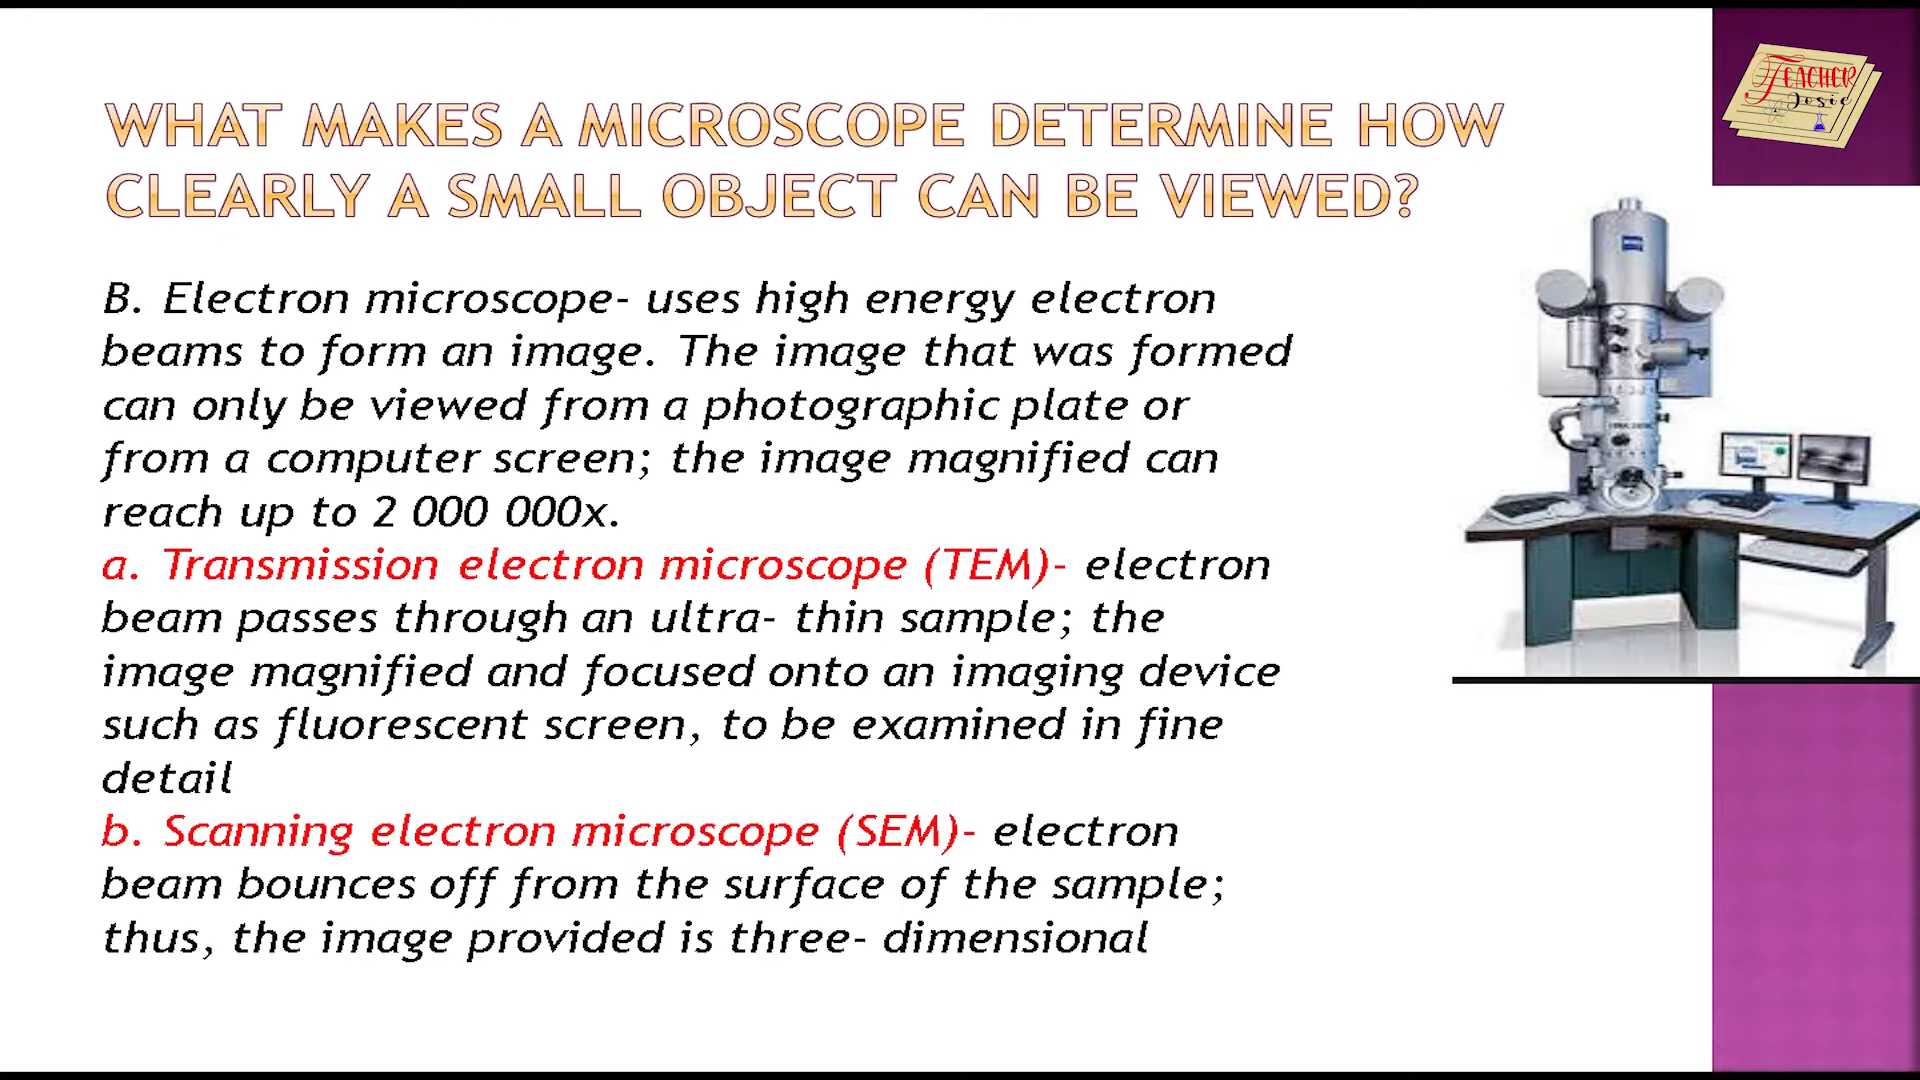 TEACHER
Josie
WHAT MAKES A MICROSCOPE DETERMINE HOW
CLEARLY A SMALL OBJECT CAN BE VIEWED?
B. Electron microscope- uses high energy electron
beams to form an image. The image that was formed
can only be viewed from a photographic plate or
from a computer screen; the image magnified can
reach up to 2 000 000x.
a. Transmission electron microscope (TEM)- electron
beam passes through an ultra- thin sample; the
image magnified and focused onto an imaging device
such as fluorescent screen, to be examined in fine
detail
b. Scanning electron microscope (SEM)- electron
beam bounces off from the surface of the sample;
thus, the image provided is three- dimensional